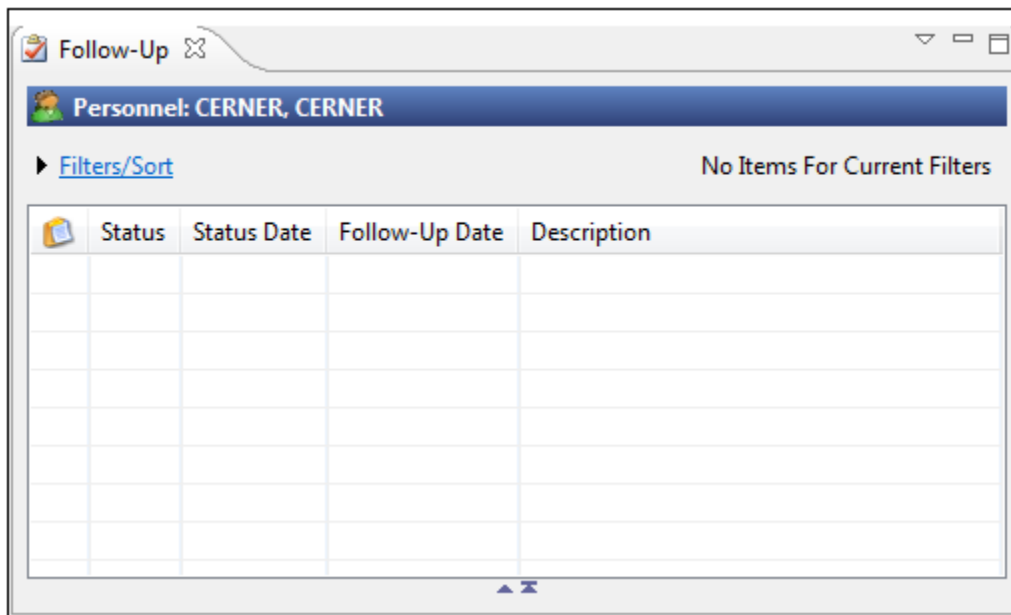 Follow-Up
Personnel: CERNER, CERNER
Filters/Sort No Items For Current Filters
Status Status Date Follow-Up Date Description